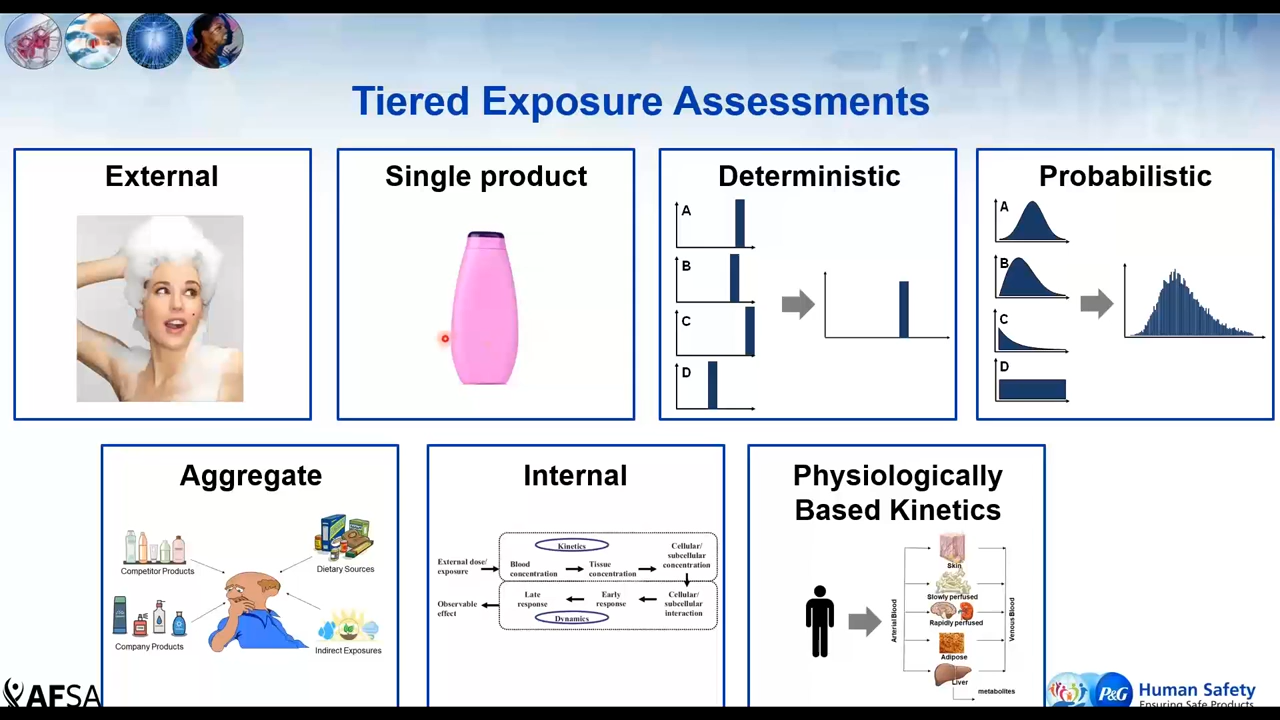 Tiered Exposure Assessments
External
Single product
Deterministic
A
B
C
D
Probabilistic
A
B
C
D
Aggregate
Competitor Products
Dietary Sources
Company Products
Indirect Exposures
Internal
Kinetics
External dose/
exposure
Blood
concentration
Tissue
concentration
Cellular/
subcellular
concentration
Observable
effect
Late
response
Early
response
Cellular/
subcellular
interaction
Dynamics
Physiologically
Based Kinetics
Arterial Blood
Skin
Slowly perfused
Rapidly perfused
Adipose
Liver
metabolites
Venous Blood
AFSA
P&G
Human Safety
Ensuring Safe Products